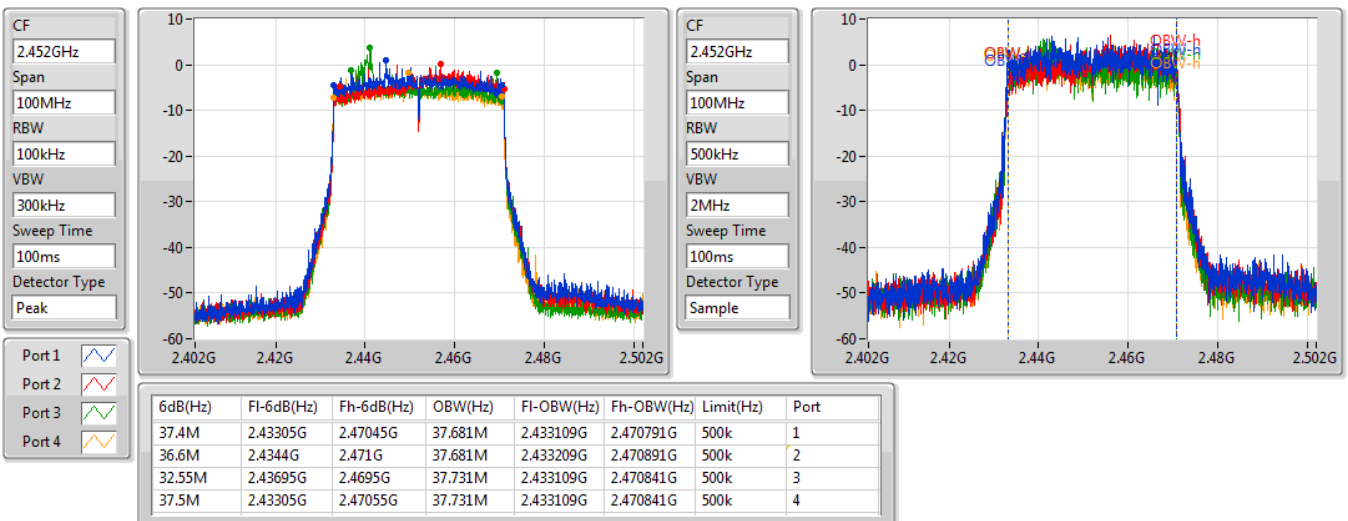 CF
2.452GHz
Span
100MHz
RBW
100kHz
VBW
300kHz
Sweep Time
100ms
Detector Type
Peak
10
0
-10
-20
-30
-40
-50
-60
2.402G 2.42G 2.44G 2.46G 2.48G 2.502G
CF
2.452GHz
Span
100MHz
RBW
500kHz
VBW
2MHz
Sweep Time
100ms
Detector Type
Sample
10
0
-10
-20
-30
-40
-50
-60
OBW-h
OBW-h
2.402G 2.42G 2.44G 2.46G 2.48G 2.502G
Port 1
Port 2
Port 3
Port 4
6dB(Hz) Fl-6dB(Hz) Fh-6dB(Hz) OBW(Hz) Fl-OBW(Hz) Fh-OBW(Hz) Limit(Hz) Port
37.4M 2.43305G 2.47045G 37.681M 2.433109G 2.470791G 500k 1
36.6M 2.4344G 2.471G 37.681M 2.433209G 2.470891G 500k 2
32.55M 2.43695G 2.4695G 37.731M 2.433109G 2.470841G 500k 3
37.5M 2.43305G 2.47055G 37.731M 2.433109G 2.470841G 500k 4